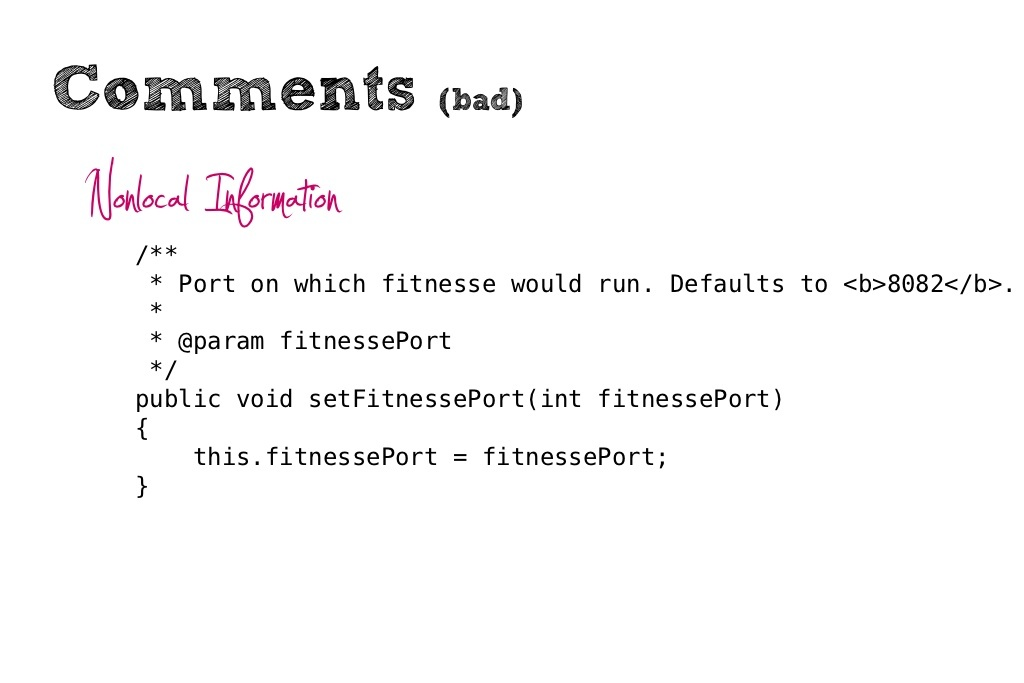 Comments (bad)
Nonlocal Information
/**
 * Port on which fitnesse would run. Defaults to <b>8082</b>.
 *
 * @param fitnessePort
 */
public void setFitnessePort(int fitnessePort)
{
    this.fitnessePort = fitnessePort;
}